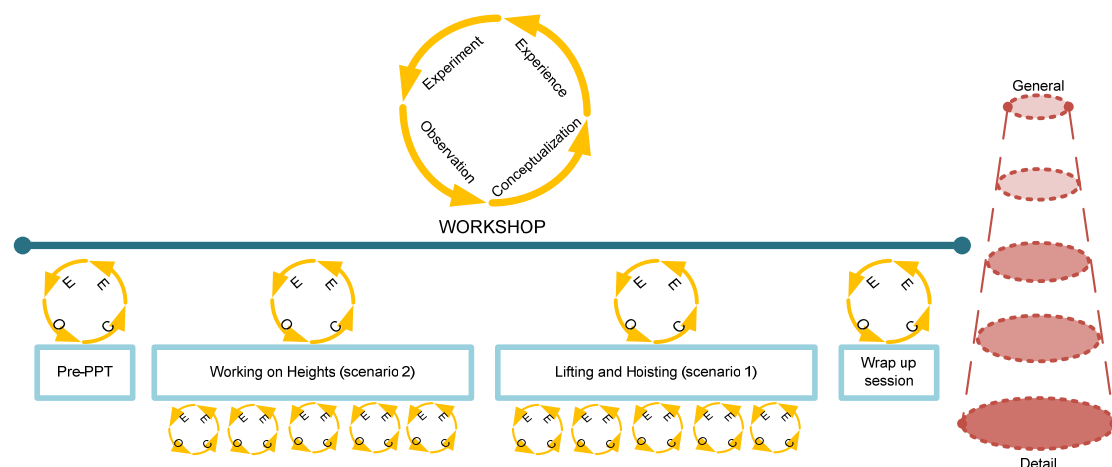 Experiment
Experience
Observation
Conceptualization
WORKSHOP
General
E E
O C
E E
O C
E E
O C
E E
O C
Pre-PPT
Working on Heights (scenario 2)
Lifting and Hoisting (scenario 1)
Wrap up
session
E E
O C
E E
O C
E E
O C
E E
O C
E E
O C
E E
O C
E E
O C
E E
O C
E E
O C
E E
O C
Detail